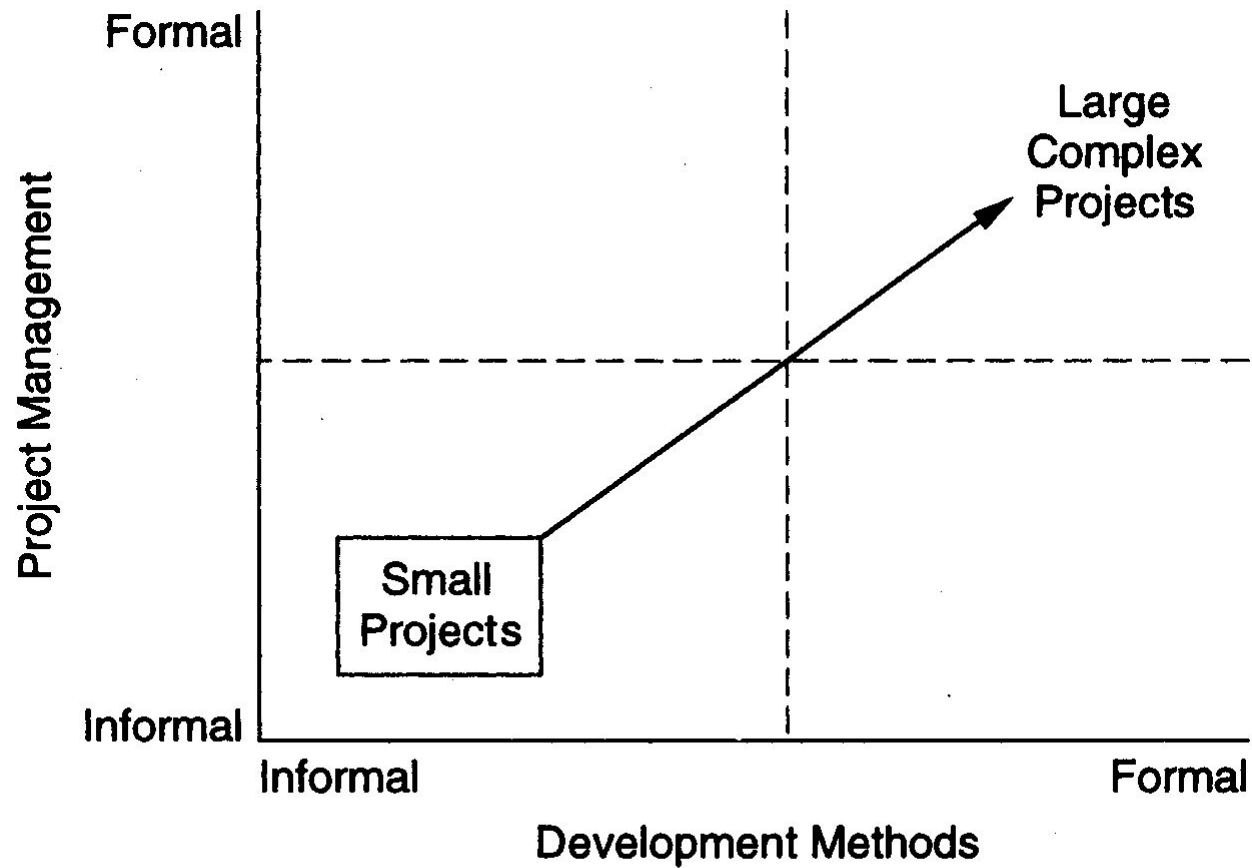 Formal
Large
Complex
Projects
Project Management
Small
Projects
Informal
Informal
Formal
Development Methods